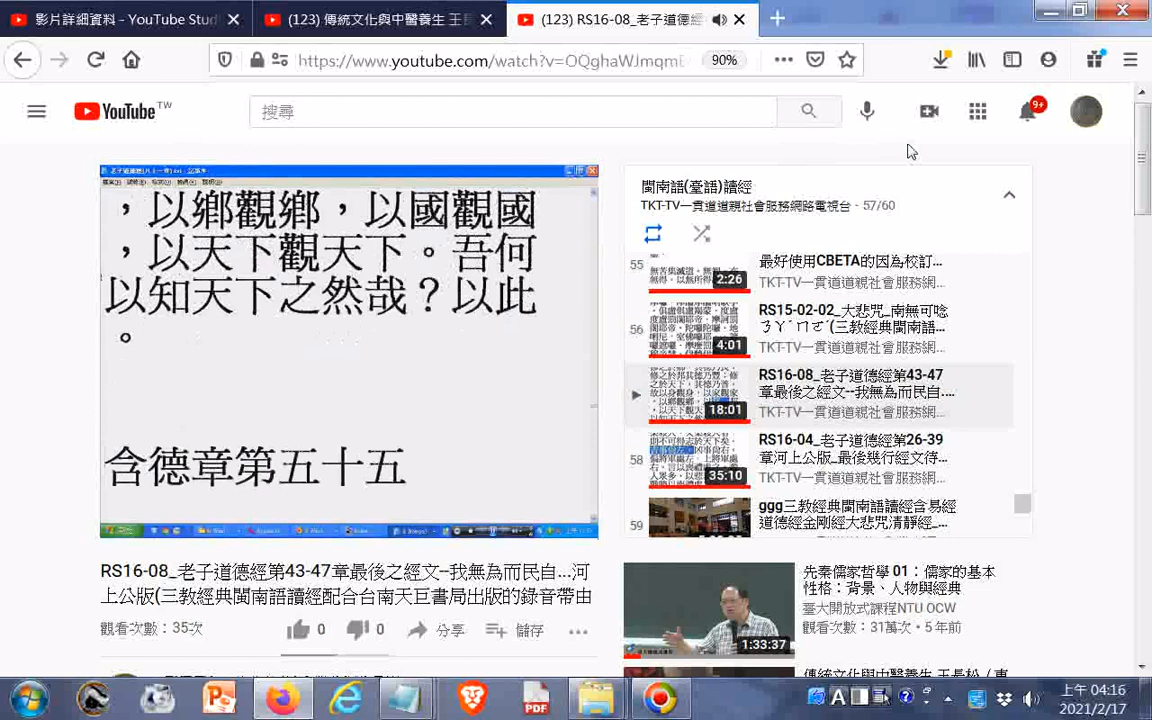 影片詳細資料 - YouTube Stud
(123) 傳統文化與中醫養生 王長
(123) RS16-08_老子道德經
https://www.youtube.com/watch?v=OQghaWJmqmE
90%
YouTube TW
搜尋
9+
，以鄉觀鄉，以國觀國
，以天下觀天下。吾何
以知天下之然哉？以此
。
含德章第五十五
RS16-08_老子道德經第43-47章最後之經文--我無為而民自...河
上公版(三教經典閩南語讀經配合台南天巨書局出版的錄音帶由
觀看次數：35次
0
0
分享
儲存
閩南語(臺語)讀經
TKT-TV一貫道道親社會服務網路電視台 - 57/60
55
2:26
最好使用CBETA的因為校訂...
TKT-TV一貫道道親社會服務網...
56
4:01
RS15-02-02_大悲咒_南無可唸
ㄋㄚˊㄇㄛˊ(三教經典閩南語...
TKT-TV一貫道道親社會服務網...
18:01
RS16-08_老子道德經第43-47
章最後之經文--我無為而民自....
TKT-TV一貫道道親社會服務網...
58
35:10
RS16-04_老子道德經第26-39
章河上公版_最後幾行經文待...
TKT-TV一貫道道親社會服務網...
59
ggg三教經典閩南語讀經含易經
道德經金剛經大悲咒清靜經_...
1:33:37
先秦儒家哲學 01：儒家的基本
性格：背景、人物與經典
臺大開放式課程NTU OCW
觀看次數：31萬次 · 5 年前
傳統文化與中醫養生 王長松（東
PDF
A
上午 04:16
2021/2/17